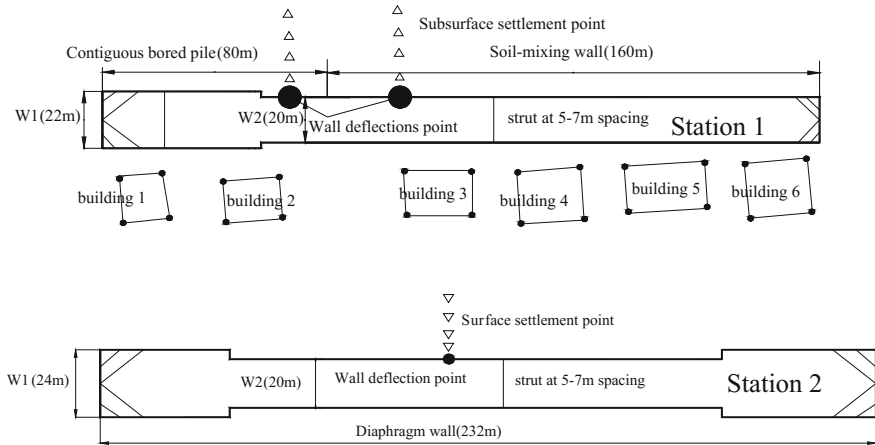 Subsurface settlement point
Contiguous bored pile(80m)
Soil-mixing wall(160m)
W1(22m)
W2(20m)
Wall deflections point
strut at 5-7m spacing
Station 1
building 1
building 2
building 3
building 4
building 5
building 6
Surface settlement point
W1(24m)
W2(20m)
Wall deflection point
strut at 5-7m spacing
Station 2
Diaphragm wall(232m)